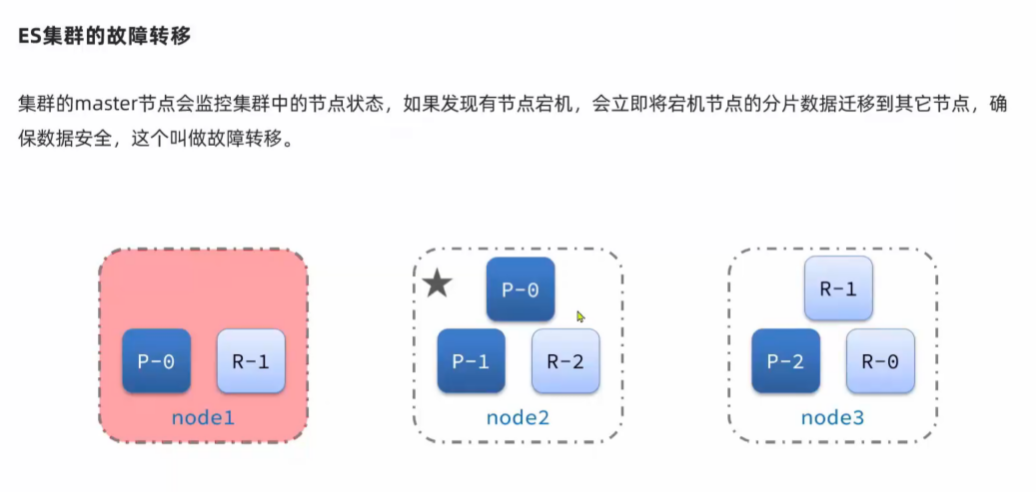 ES集群的故障转移
集群的master节点会监控集群中的节点状态，如果发现有节点宕机，会立即将宕机节点的分片数据迁移到其它节点，确
保数据安全，这个叫做故障转移。
P-0
R-1
node1
P-0
P-1
R-2
node2
R-1
P-2
R-0
node3